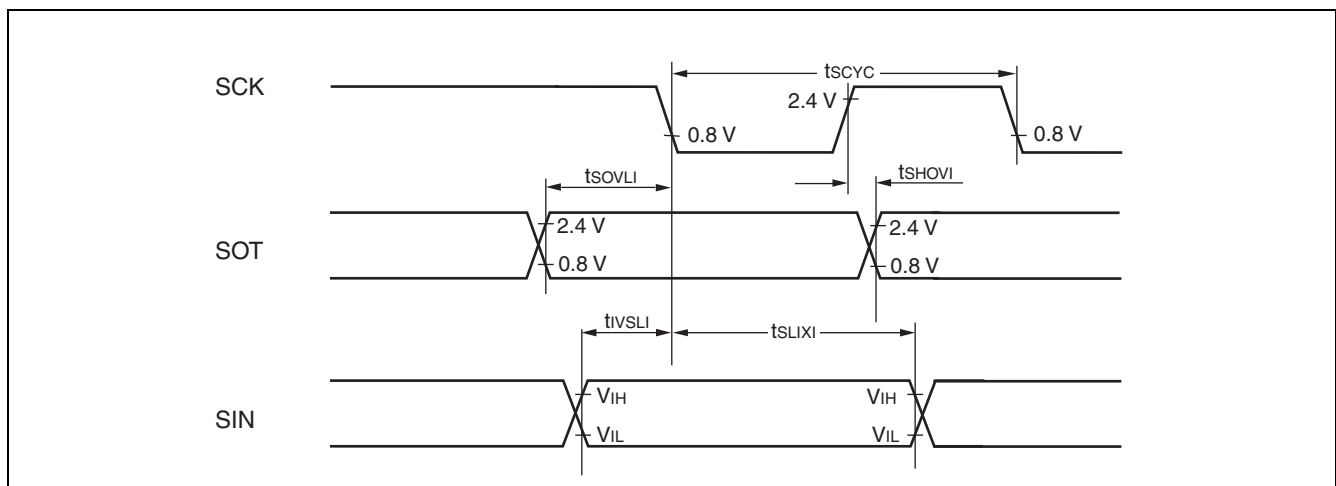 SCK
tSCYC
2.4 V
0.8 V
0.8 V
tSOVLI
tSHOVI
SOT
2.4 V
0.8 V
2.4 V
0.8 V
tIVSLI
tSLIXI
SIN
VIH
VIL
VIH
VIL